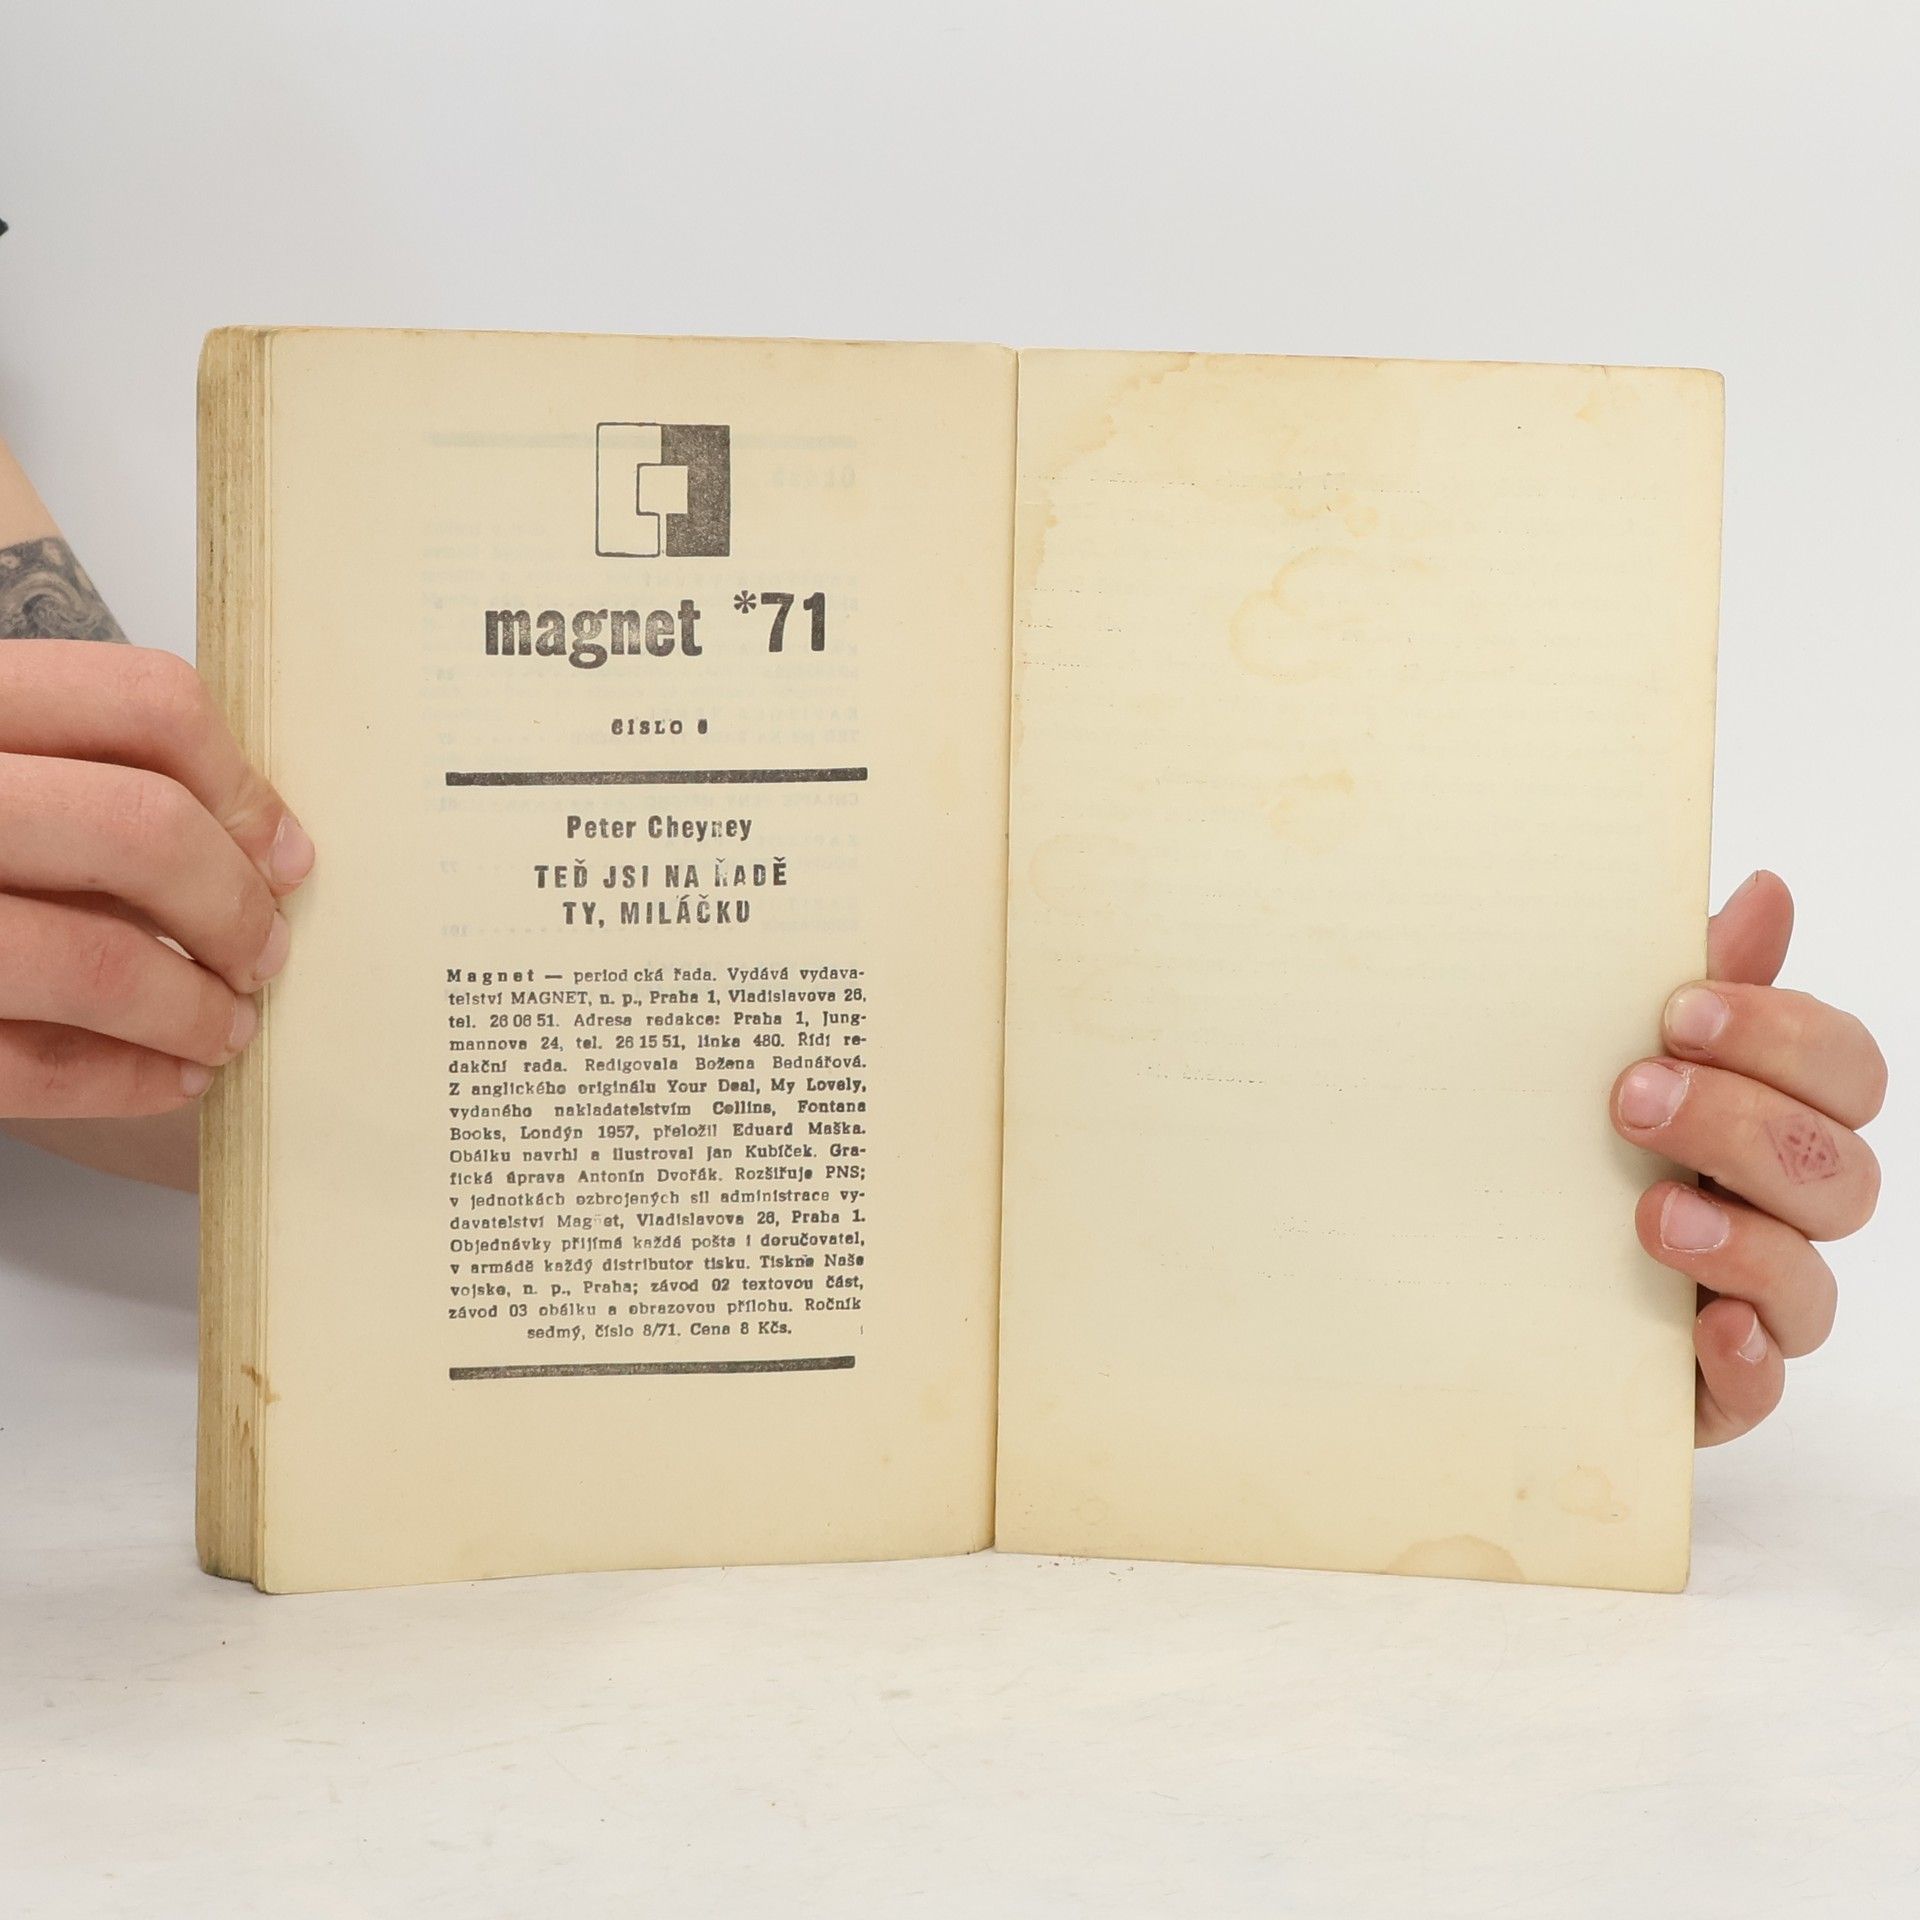 magnet *71
ČÍSLO 8
Peter Cheyney
TEĎ JSI NA ŘADĚ
TY, MILÁČKU
Magnet — period cká řada. Vydává vydava-
telství MAGNET, n. p., Praha 1, Vladislavova 26,
tel. 26 06 51. Adresa redakce: Praha 1, Jung-
mannova 24, tel. 26 15 51, linka 480. Řídí re-
dakční rada. Redigovala Božena Bednářová.
Z anglického originálu Your Deal, My Lovely,
vydaného nakladatelstvím Collins, Fontana
Books, Londýn 1957, přeložil Eduard Maška.
Obálku navrhl a ilustroval Jan Kubíček. Gra-
fická úprava Antonín Dvořák. Rozšiřuje PNS;
v jednotkách ozbrojených sil administrace vy-
davatelství Magnet, Vladislavova 26, Praha 1.
Objednávky přijímá každá pošta i doručovatel,
v armádě každý distributor tisku. Tiskne Naše
vojsko, n. p., Praha; závod 02 textovou část,
závod 03 obálku a obrazovou přílohu. Ročník
sedmý, číslo 8/71. Cena 8 Kčs.